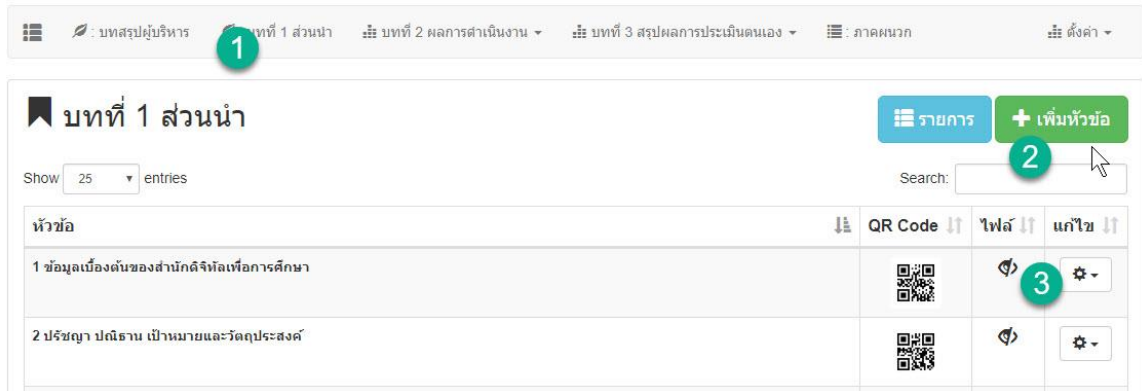 : บทสรุปผู้บริหาร บทที่ 1 ส่วนนำ บทที่ 2 ผลการดำเนินงาน บทที่ 3 สรุปผลการประเมินตนเอง : ภาคผนวก ตั้งค่า
1
บทที่ 1 ส่วนนำ รายการ เพิ่มหัวข้อ
2
Show 25 entries Search:
หัวข้อ QR Code ไฟล์ แก้ไข
1 ข้อมูลเบื้องต้นของสำนักดิจิทัลเพื่อการศึกษา
3
2 ปรัชญา ปณิธาน เป้าหมายและวัตถุประสงค์